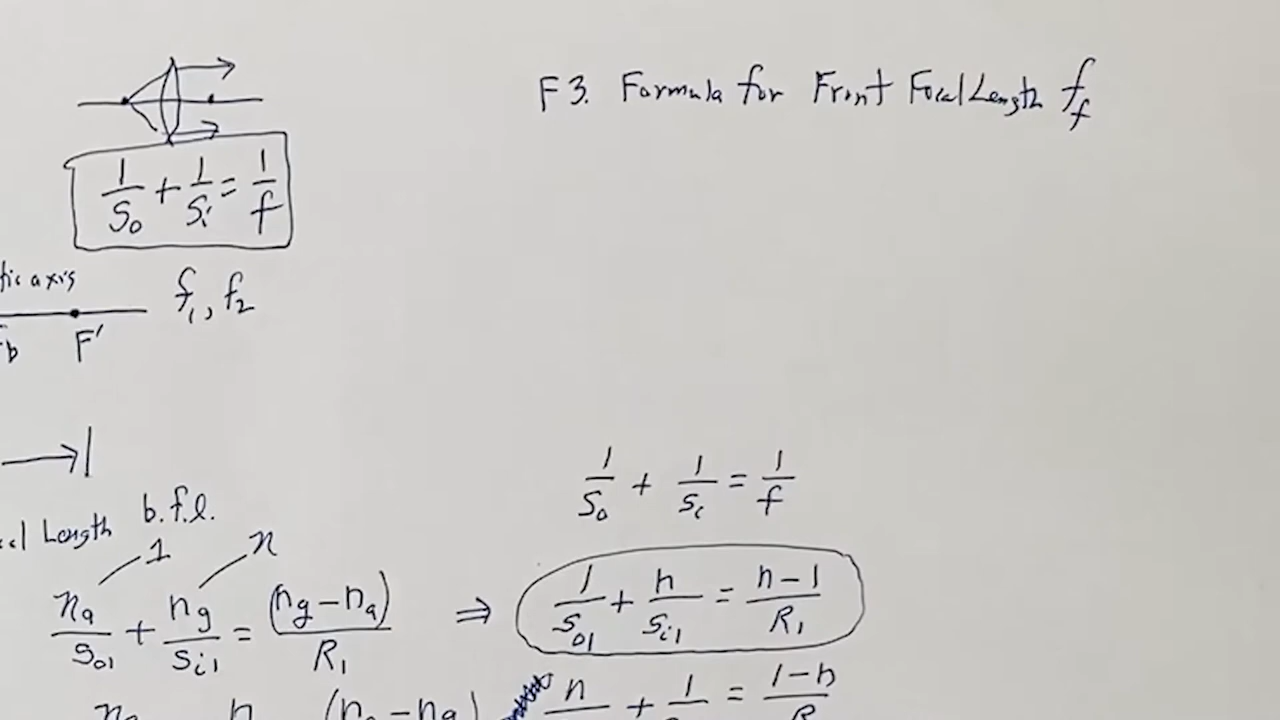 F3. Formula for Front Focal Length f_f
1/S_o + 1/S_i = 1/f
tic axis
f_1, f_2
b F'
b.f.l.
Length
1 n
n_a/s_o1 + n_g/s_i1 = (n_g - n_a)/R_1 ⇒
1/S_o + 1/s_i = 1/f
1/s_o1 + n/s_i1 = n-1/R_1
n/ + 1/ = 1-n/R